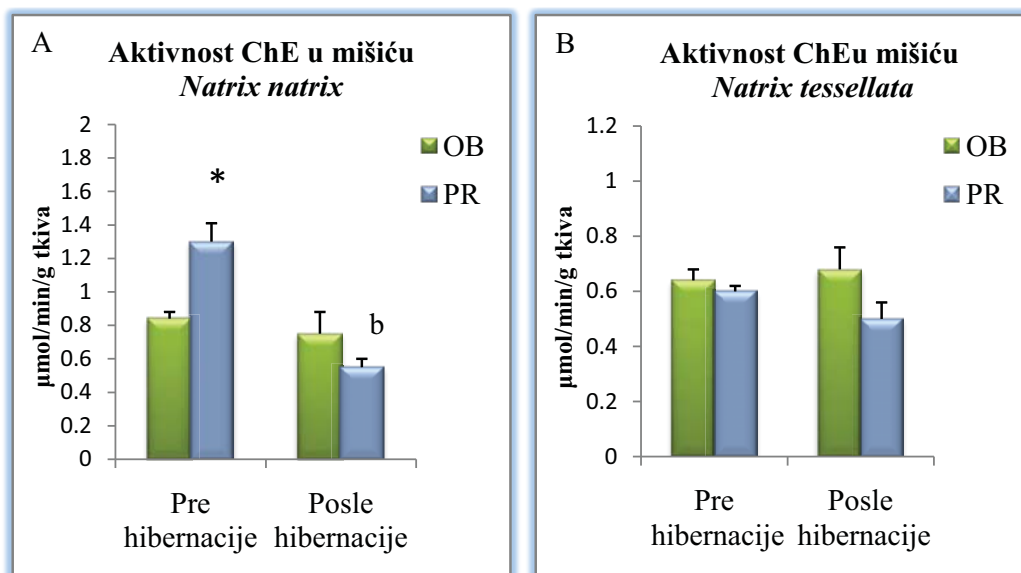 A
Aktivnost ChE u mišiću
Natrix natrix
µmol/min/g tkiva
2
1.8
1.6
1.4
1.2
1
0.8
0.6
0.4
0.2
0
OB
PR
*
b
Pre
hibernacije
Posle
hibernacije
B
Aktivnost ChEu mišiću
Natrix tessellata
µmol/min/g tkiva
1.2
1
0.8
0.6
0.4
0.2
0
OB
PR
Pre
hibernacije
Posle
hibernacije